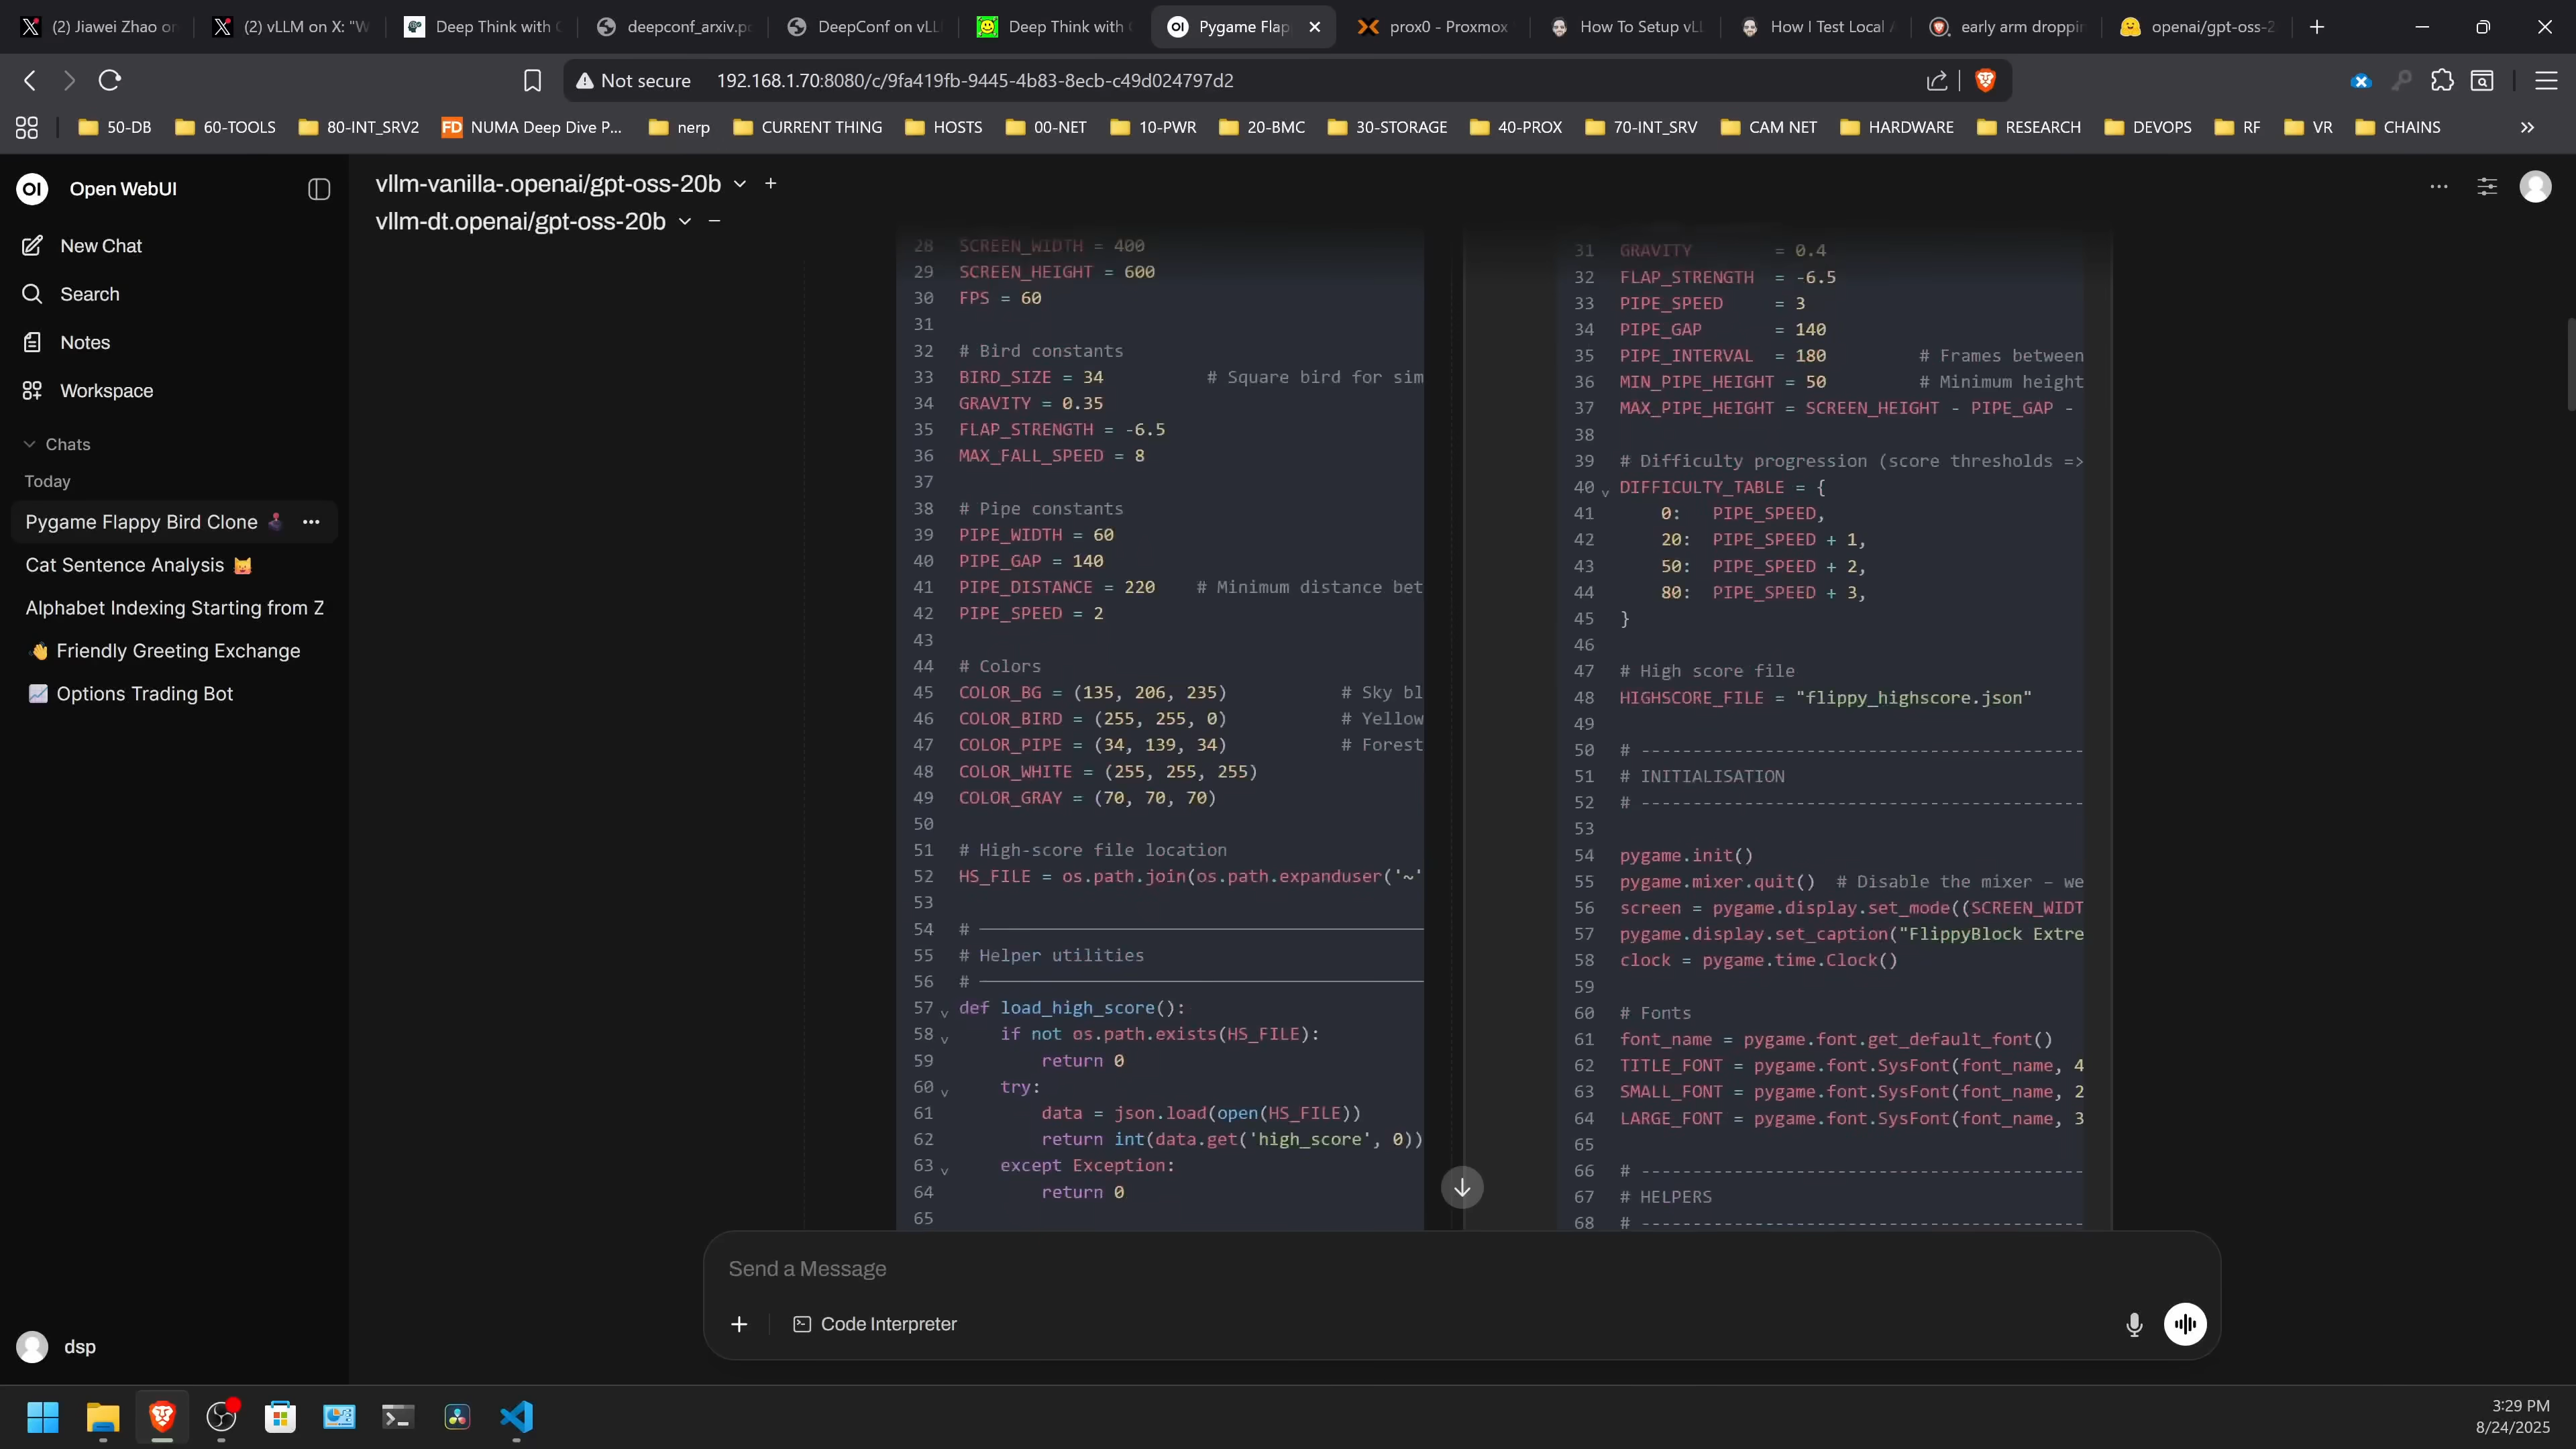 (2) Jiawei Zhao on
(2) vLLM on X: "W
Deep Think with
deepconf_arxiv.pc
DeepConf on vLL
Deep Think with
Pygame Flap
prox0 - Proxmox
How To Setup vLL
How I Test Local
early arm droppin
openai/gpt-oss-2
Not secure
192.168.1.70:8080/c/9fa419fb-9445-4b83-8ecb-c49d024797d2
50-DB
60-TOOLS
80-INT_SRV2
FD NUMA Deep Dive P...
nerp
CURRENT THING
HOSTS
00-NET
10-PWR
20-BMC
30-STORAGE
40-PROX
70-INT_SRV
CAM NET
HARDWARE
RESEARCH
DEVOPS
RF
VR
CHAINS
OI Open WebUI
New Chat
Search
Notes
Workspace
Chats
Today
Pygame Flappy Bird Clone
Cat Sentence Analysis
Alphabet Indexing Starting from Z
Friendly Greeting Exchange
Options Trading Bot
dsp
vllm-vanilla-.openai/gpt-oss-20b
vllm-dt.openai/gpt-oss-20b
28 SCREEN_WIDTH = 400
29 SCREEN_HEIGHT = 600
30 FPS = 60
31
32 # Bird constants
33 BIRD_SIZE = 34 # Square bird for sim
34 GRAVITY = 0.35
35 FLAP_STRENGTH = -6.5
36 MAX_FALL_SPEED = 8
37
38 # Pipe constants
39 PIPE_WIDTH = 60
40 PIPE_GAP = 140
41 PIPE_DISTANCE = 220 # Minimum distance bet
42 PIPE_SPEED = 2
43
44 # Colors
45 COLOR_BG = (135, 206, 235) # Sky bl
46 COLOR_BIRD = (255, 255, 0) # Yellow
47 COLOR_PIPE = (34, 139, 34) # Forest
48 COLOR_WHITE = (255, 255, 255)
49 COLOR_GRAY = (70, 70, 70)
50
51 # High-score file location
52 HS_FILE = os.path.join(os.path.expanduser('~'
53
54 # ────────────────────
55 # Helper utilities
56 # ────────────────────
57 def load_high_score():
58 if not os.path.exists(HS_FILE):
59 return 0
60 try:
61 data = json.load(open(HS_FILE))
62 return int(data.get('high_score', 0))
63 except Exception:
64 return 0
65
31 GRAVITY = 0.4
32 FLAP_STRENGTH = -6.5
33 PIPE_SPEED = 3
34 PIPE_GAP = 140
35 PIPE_INTERVAL = 180 # Frames between
36 MIN_PIPE_HEIGHT = 50 # Minimum height
37 MAX_PIPE_HEIGHT = SCREEN_HEIGHT - PIPE_GAP -
38
39 # Difficulty progression (score thresholds =>
40 DIFFICULTY_TABLE = {
41 0: PIPE_SPEED,
42 20: PIPE_SPEED + 1,
43 50: PIPE_SPEED + 2,
44 80: PIPE_SPEED + 3,
45 }
46
47 # High score file
48 HIGHSCORE_FILE = "flippy_highscore.json"
49
50 # -------------------------------------------
51 # INITIALISATION
52 # -------------------------------------------
53
54 pygame.init()
55 pygame.mixer.quit() # Disable the mixer – we
56 screen = pygame.display.set_mode((SCREEN_WIDT
57 pygame.display.set_caption("FlippyBlock Extre
58 clock = pygame.time.Clock()
59
60 # Fonts
61 font_name = pygame.font.get_default_font()
62 TITLE_FONT = pygame.font.SysFont(font_name, 4
63 SMALL_FONT = pygame.font.SysFont(font_name, 2
64 LARGE_FONT = pygame.font.SysFont(font_name, 3
65
66 # -------------------------------------------
67 # HELPERS
68 # -------------------------------------------
Send a Message
Code Interpreter
3:29 PM
8/24/2025